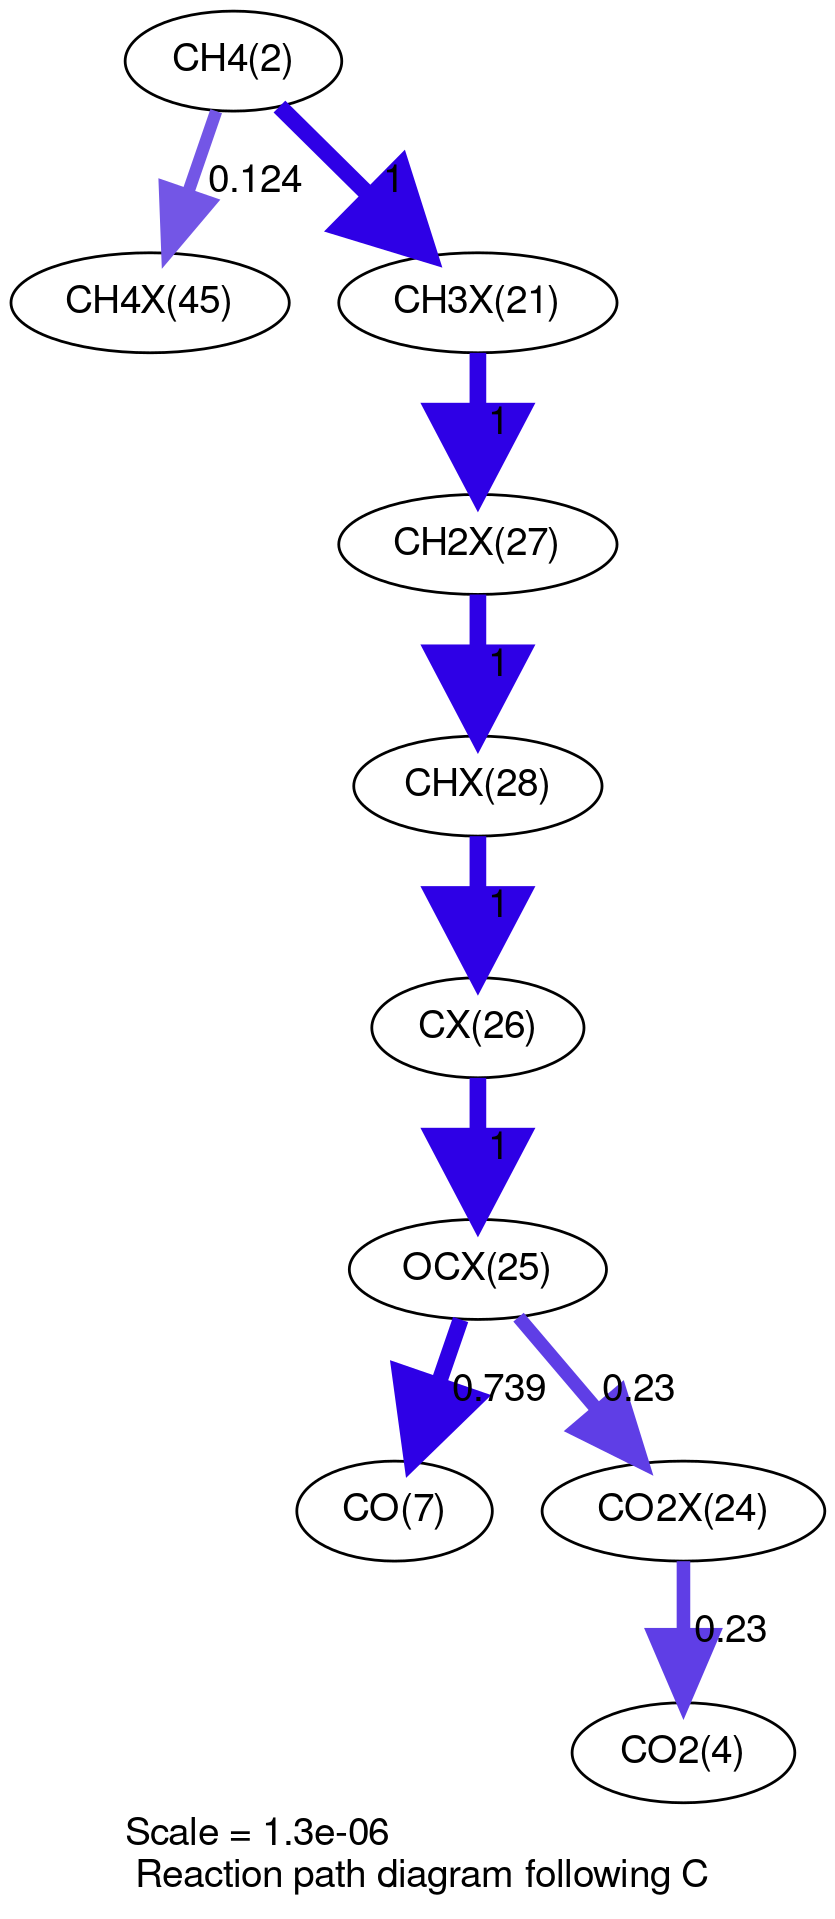 CH4(2)
0.124
1
CH4X(45)
CH3X(21)
1
CH2X(27)
1
CHX(28)
1
CX(26)
1
OCX(25)
0.739
0.23
CO(7)
CO2X(24)
0.23
CO2(4)
Scale = 1.3e-06
Reaction path diagram following C